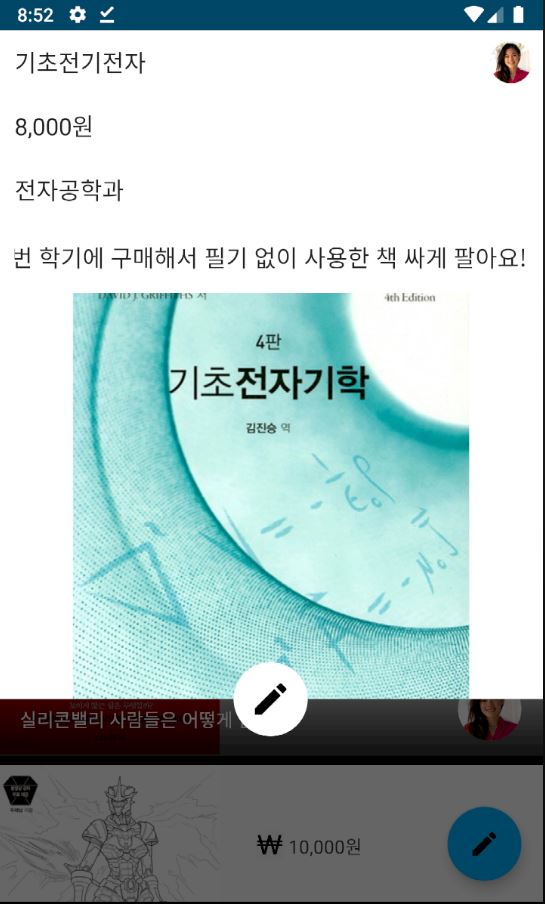 8:52
기초전기전자
8,000원
전자공학과
번 학기에 구매해서 필기 없이 사용한 책 싸게 팔아요!
DAVID J. GRIFFITHS 저
4th Edition
4판
기초전자기학
김진승 역
실리콘밸리 사람들은 어떻게
₩ 10,000원